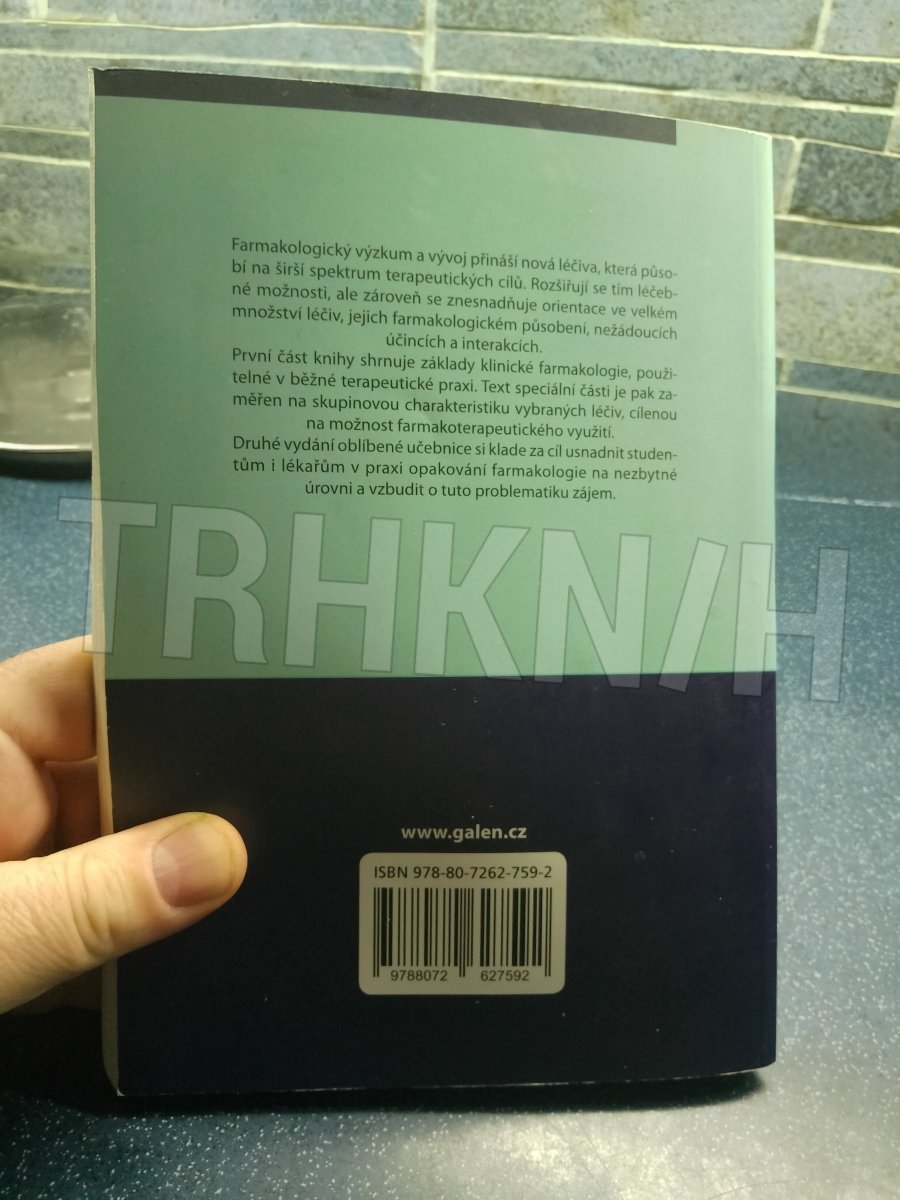 Farmakologický výzkum a vývoj přináší nová léčiva, která půso-
bí na širší spektrum terapeutických cílů. Rozšiřují se tím léčeb-
né možnosti, ale zároveň se znesnadňuje orientace ve velkém
množství léčiv, jejich farmakologickém působení, nežádoucích
účincích a interakcích.
První část knihy shrnuje základy klinické farmakologie, použi-
telné v běžné terapeutické praxi. Text speciální části je pak za-
měřen na skupinovou charakteristiku vybraných léčiv, cílenou
na možnost farmakoterapeutického využití.
Druhé vydání oblíbené učebnice si klade za cíl usnadnit studen-
tům i lékařům v praxi opakování farmakologie na nezbytné
úrovni a vzbudit o tuto problematiku zájem.
TRHKN/H
www.galen.cz
ISBN 978-80-7262-759-2
9788072 627592